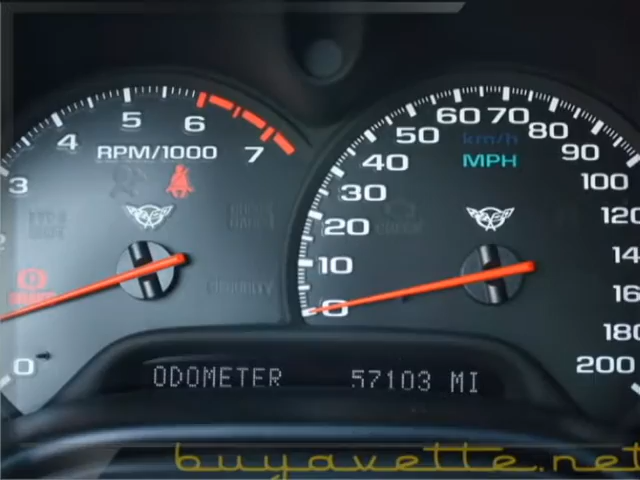 60 70
5 50 km/h 80
4 6 90
RPM/1000 7 40 MPH
3 30 100
20 120
10
0
180
0 200
ODOMETER 57103 MI
SECURITY
buyavette.net